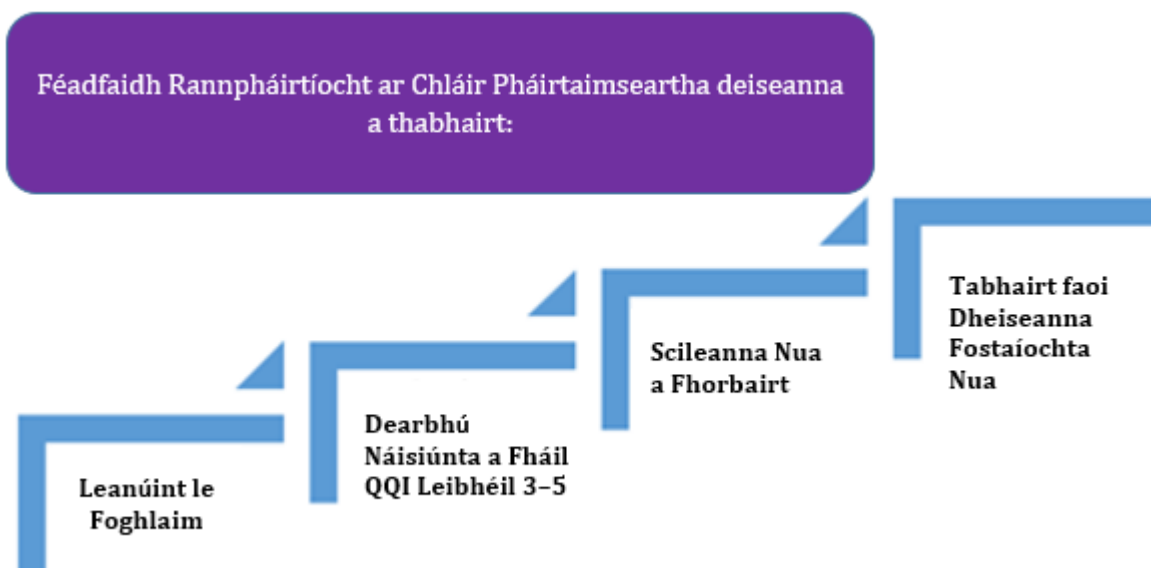 Féadfaidh Rannpháirtíocht ar Chláir Pháirtaimseartha deiseanna
a thabhairt:
Leanúint le
Foghlaim
Dearbhú
Náisiúnta a Fháil
QQI Leibhéil 3–5
Scileanna Nua
a Fhorbairt
Tabhairt faoi
Dheiseanna
Fostaíochta
Nua